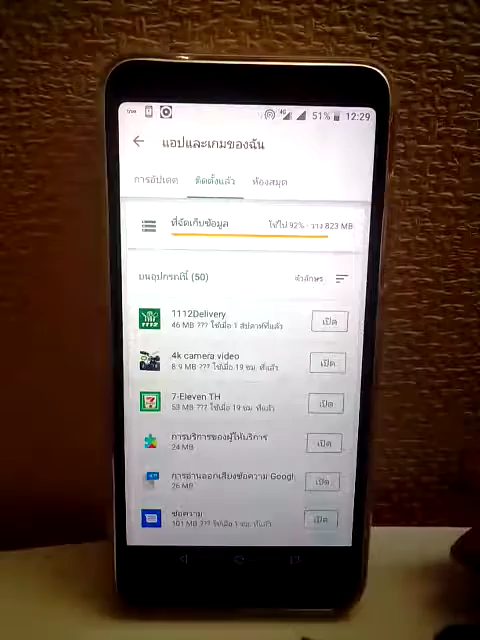 true 4G 51% 12:29
แอปและเกมของฉัน
การอัปเดต ติดตั้งแล้ว ห้องสมุด
ที่จัดเก็บข้อมูล ใช้ไป 92% - ว่าง 823 MB
บนอุปกรณ์นี้ (50) ตัวอักษร
1112Delivery
46 MB ??? ใช้เมื่อ 1 สัปดาห์ที่แล้ว เปิด
4k camera video
8.9 MB ??? ใช้เมื่อ 19 ชม. ที่แล้ว เปิด
7-Eleven TH
53 MB ??? ใช้เมื่อ 19 ชม. ที่แล้ว เปิด
การบริการของผู้ให้บริการ
24 MB เปิด
การอ่านออกเสียงข้อความ Googl
26 MB เปิด
ข้อความ
101 MB ??? ใช้เมื่อ 1 ชม. ที่แล้ว เปิด